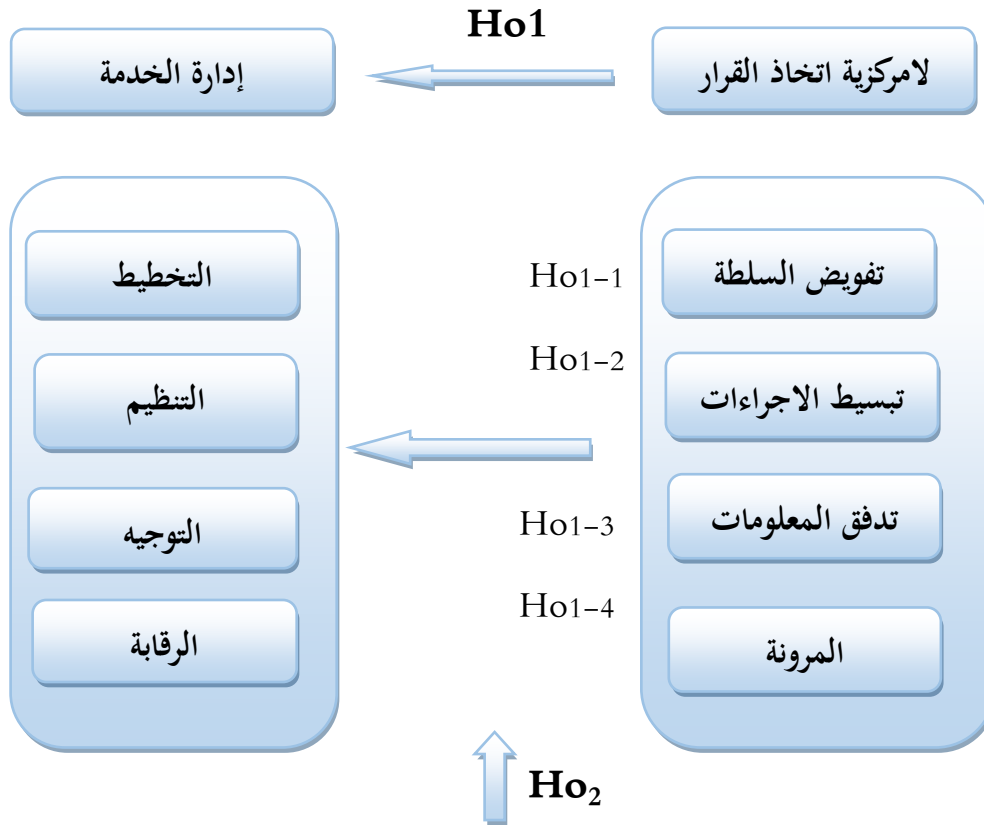 Ho1
لامركزية اتخاذ القرار
إدارة الخدمة
تفويض السلطة
Ho1-1
التخطيط
Ho1-2
تبسيط الاجراءات
التنظيم
تدفق المعلومات
Ho1-3
التوجيه
Ho1-4
المرونة
الرقابة
Ho₂